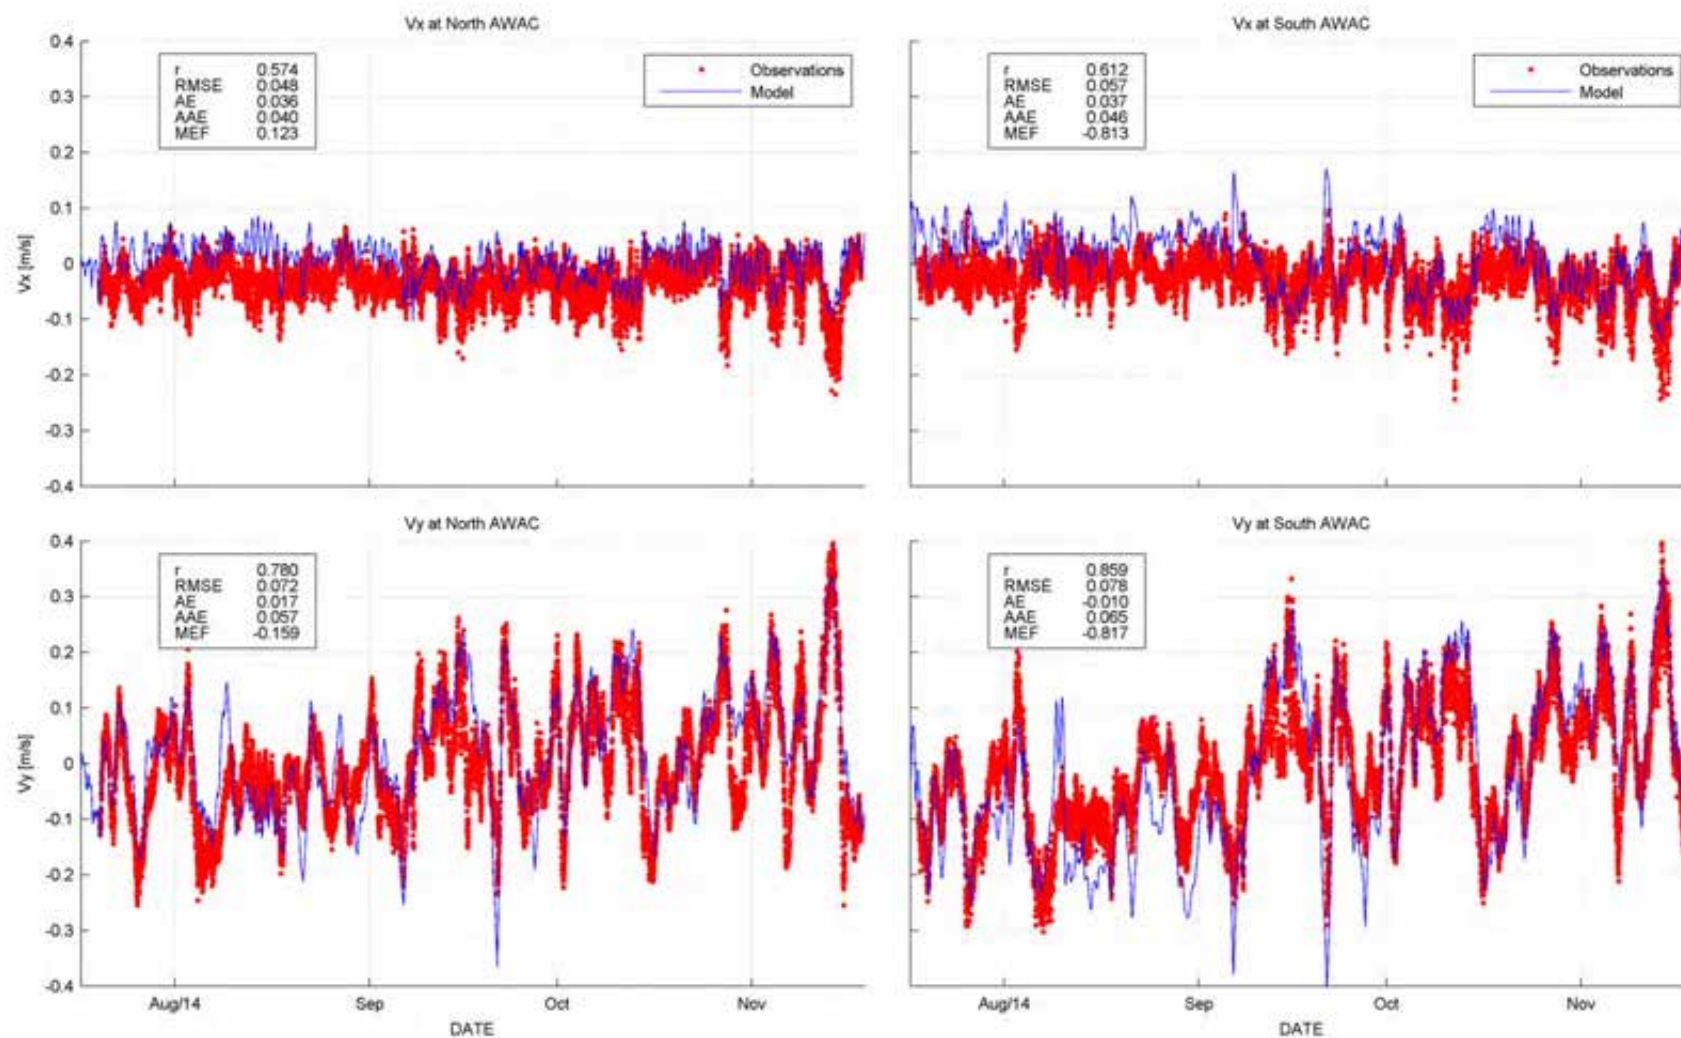 Vx at North AWAC
0.4
0.3
0.2
0.1
0
-0.1
-0.2
-0.3
-0.4
Vx [m/s]
r 0.574
RMSE 0.048
AE 0.036
AAE 0.040
MEF 0.123
Observations
Model
Vx at South AWAC
r 0.612
RMSE 0.057
AE 0.037
AAE 0.046
MEF -0.813
Observations
Model
Vy at North AWAC
0.4
0.3
0.2
0.1
0
-0.1
-0.2
-0.3
-0.4
Vy [m/s]
r 0.780
RMSE 0.072
AE 0.017
AAE 0.057
MEF -0.159
Aug/14 Sep Oct Nov
DATE
Vy at South AWAC
r 0.859
RMSE 0.078
AE -0.010
AAE 0.065
MEF -0.817
Aug/14 Sep Oct Nov
DATE